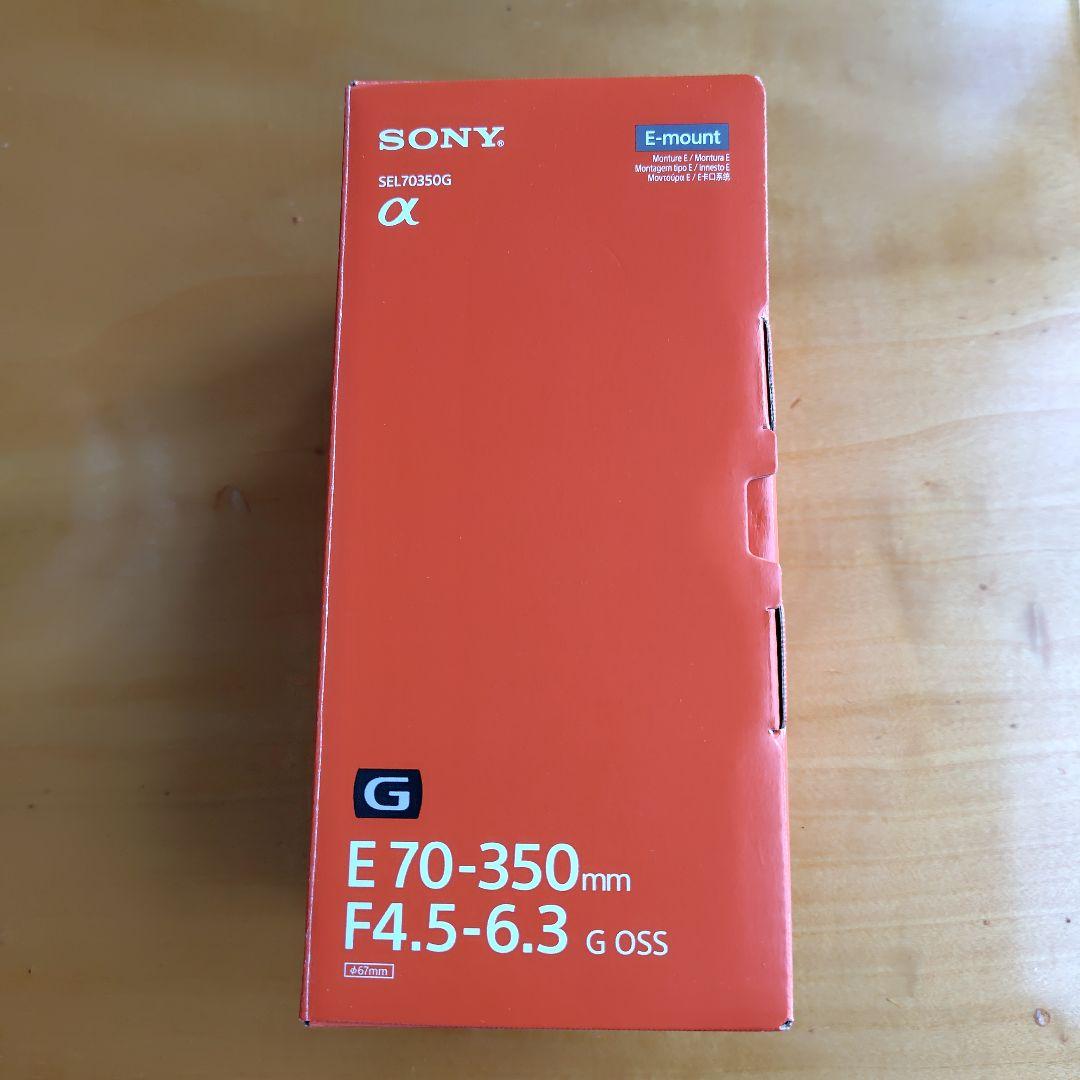 SONY®
SEL70350G
α
E-mount
Monture E / Montura E
Montagem tipo E / Innesto E
Μοντούρα E / E卡口系统
G
E 70-350mm
F4.5-6.3 G OSS
ϕ67mm